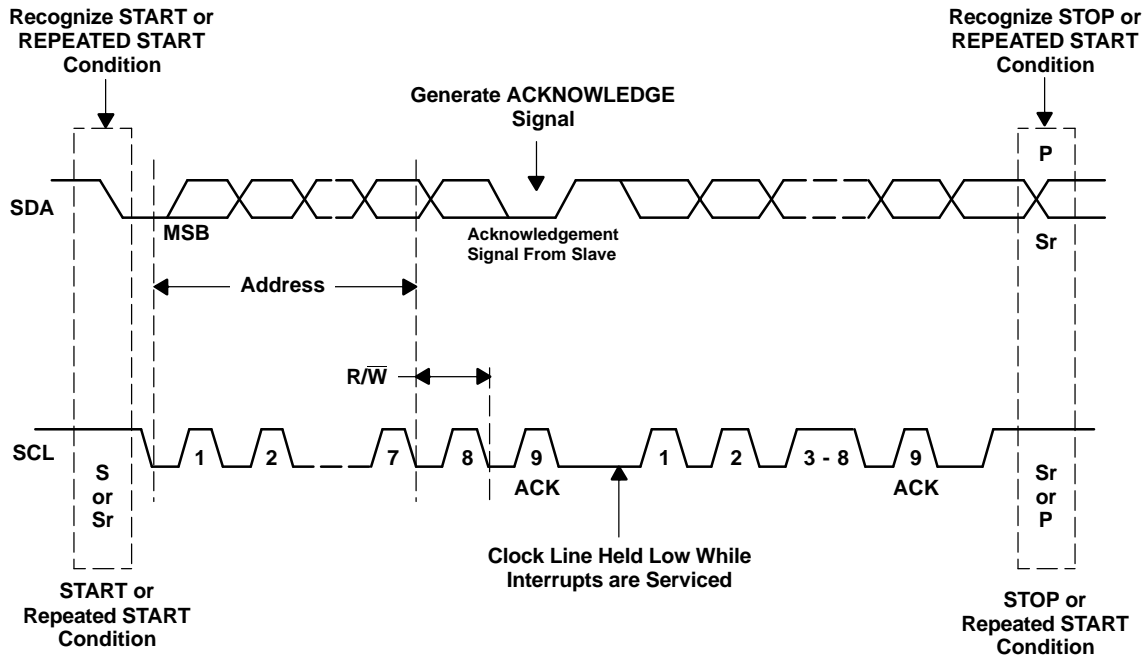 Recognize START or
REPEATED START
Condition
Recognize STOP or
REPEATED START
Condition
Generate ACKNOWLEDGE
Signal
P
SDA
MSB
Acknowledgement
Signal From Slave
Sr
Address
R/W̅
SCL
1
2
7
8
9
1
2
3 - 8
9
ACK
ACK
S
or
Sr
Sr
or
P
Clock Line Held Low While
Interrupts are Serviced
START or
Repeated START
Condition
STOP or
Repeated START
Condition